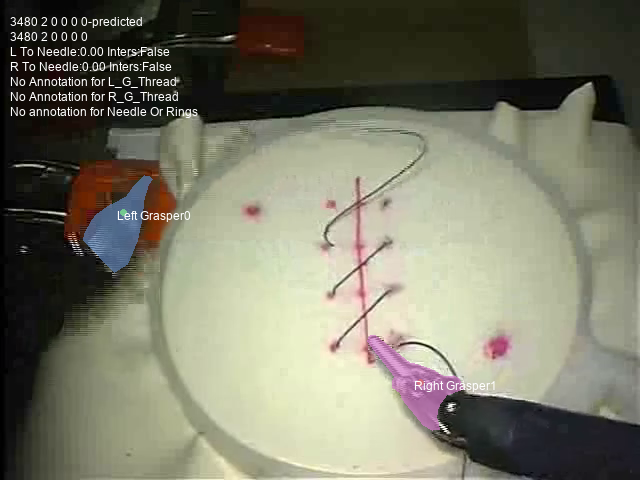 3480 2 0 0 0 0-predicted
3480 2 0 0 0 0
L To Needle:0.00 Inters:False
R To Needle:0.00 Inters:False
No Annotation for L_G_Thread
No Annotation for R_G_Thread
No annotation for Needle Or Rings
Left Grasper0
Right Grasper1